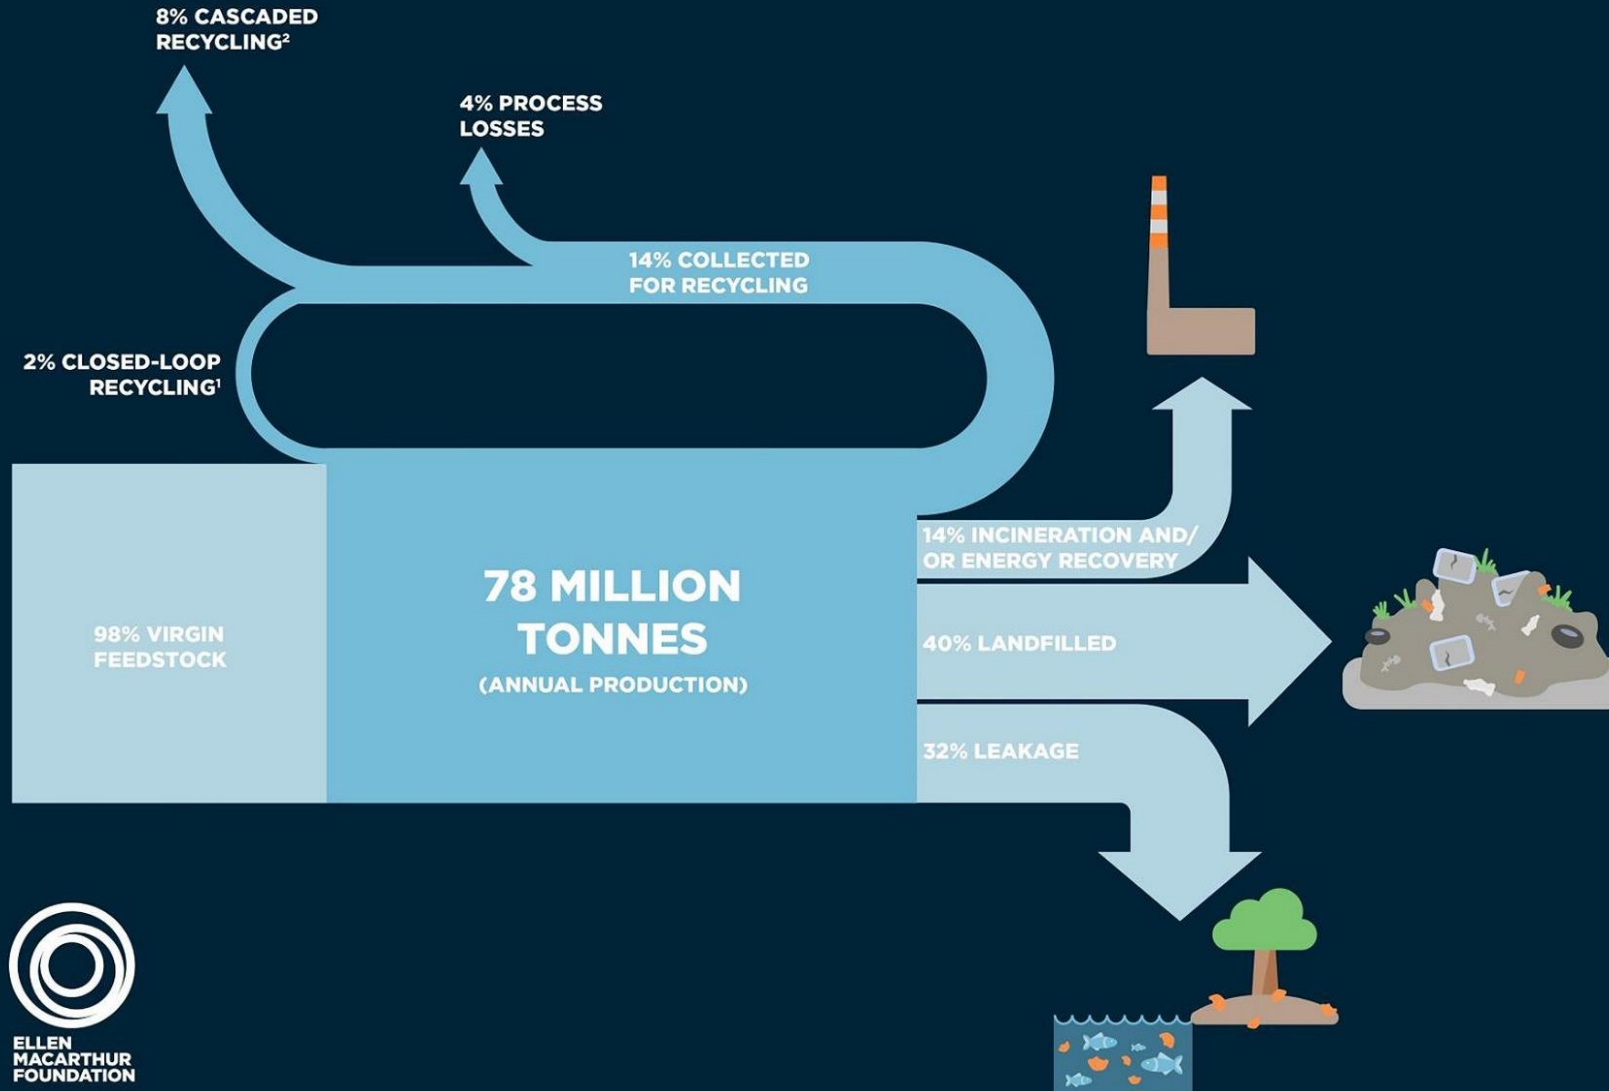 8% CASCADED
RECYCLING²
4% PROCESS
LOSSES
14% COLLECTED
FOR RECYCLING
2% CLOSED-LOOP
RECYCLING¹
98% VIRGIN
FEEDSTOCK
78 MILLION
TONNES
(ANNUAL PRODUCTION)
14% INCINERATION AND/
OR ENERGY RECOVERY
40% LANDFILLED
32% LEAKAGE
ELLEN
MACARTHUR
FOUNDATION